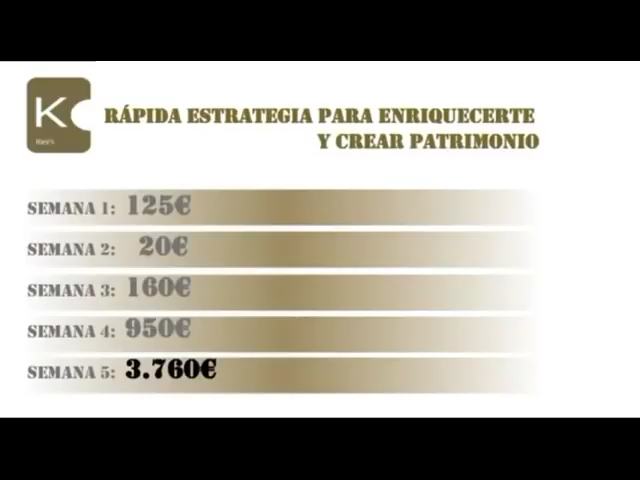 K
RÁPIDA ESTRATEGIA PARA ENRIQUECERTE
Y CREAR PATRIMONIO
SEMANA 1: 125€
SEMANA 2: 20€
SEMANA 3: 160€
SEMANA 4: 950€
SEMANA 5: 3.760€